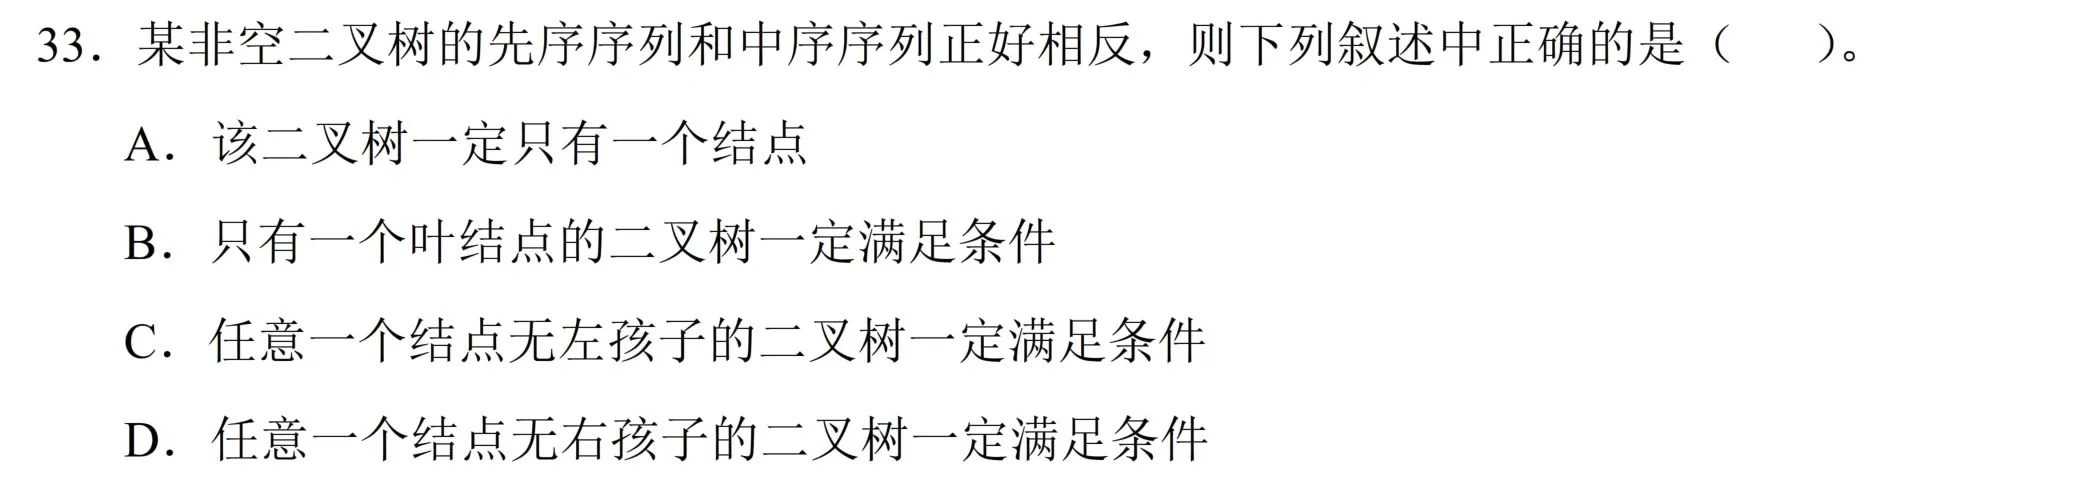 33．某非空二叉树的先序序列和中序序列正好相反，则下列叙述中正确的是（　　）。
A．该二叉树一定只有一个结点
B．只有一个叶结点的二叉树一定满足条件
C．任意一个结点无左孩子的二叉树一定满足条件
D．任意一个结点无右孩子的二叉树一定满足条件